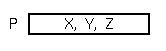 P X, Y, Z